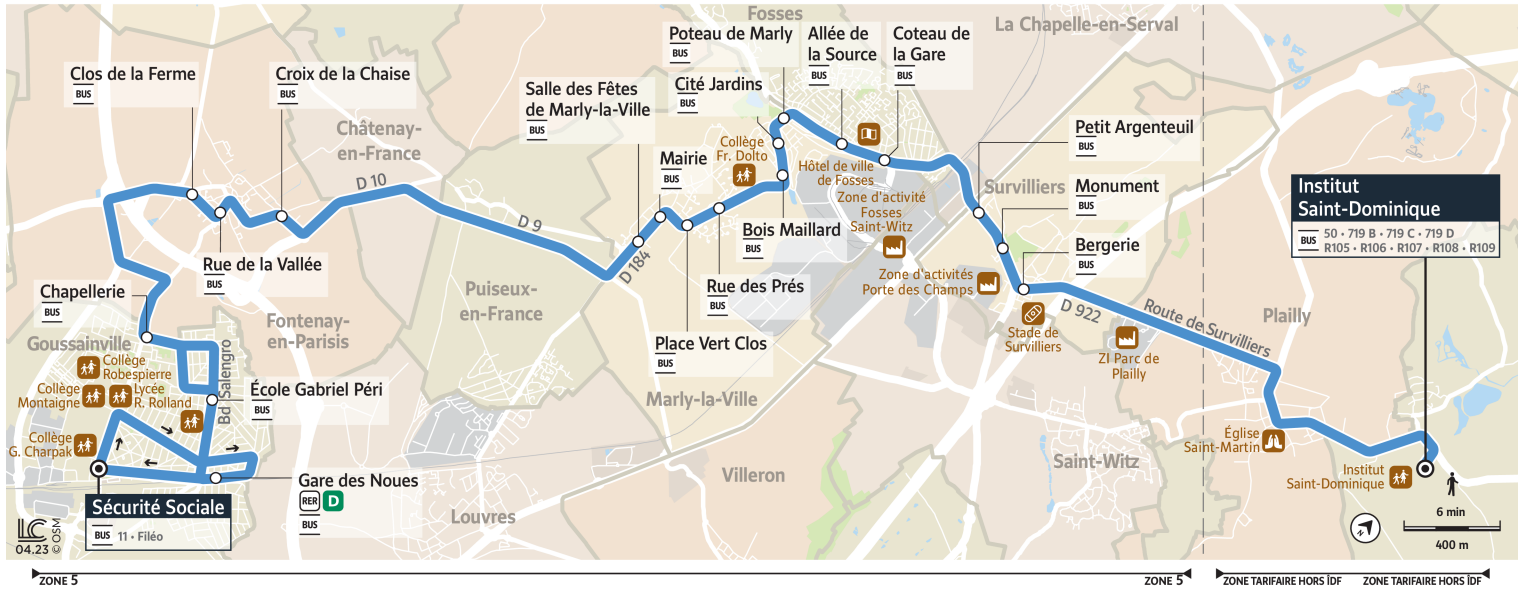 Fosses
La Chapelle-en-Serval
Clos de la Ferme
BUS
Croix de la Chaise
BUS
Châtenay-
en-France
D 10
Salle des Fêtes
de Marly-la-Ville
BUS
Poteau de Marly
BUS
Cité Jardins
BUS
Allée de
la Source
BUS
Coteau de
la Gare
BUS
Mairie
BUS
Collège
Fr. Dolto
Hôtel de ville
de Fosses
Zone d'activité
Fosses
Saint-Witz
Petit Argenteuil
BUS
Survilliers
Monument
BUS
Bergerie
BUS
Institut
Saint-Dominique
BUS
50 • 719 B • 719 C • 719 D
R105 • R106 • R107 • R108 • R109
D 9
D 184
Bois Maillard
BUS
Rue de la Vallée
BUS
Rue des Prés
BUS
Zone d'activités
Porte des Champs
Chapellerie
BUS
Puiseux-
en-France
Fontenay-
en-Parisis
Place Vert Clos
BUS
D 922
Route de Survilliers
Plailly
Stade de
Survilliers
ZI Parc de
Plailly
Goussainville
Collège
Robespierre
Collège
Montaigne
Lycée
R. Rolland
Bd. Salengro
École Gabriel Péri
BUS
Marly-la-Ville
Collège
G. Charpak
Église
Saint-Martin
Saint-Witz
Villeron
Institut
Saint-Dominique
Gare des Noues
RER D
BUS
Louvres
Sécurité Sociale
BUS
11 • Filéo
LC
04.23 © OSM
6 min
400 m
ZONE 5
ZONE 5
ZONE TARIFAIRE HORS ÎDF
ZONE TARIFAIRE HORS ÎDF